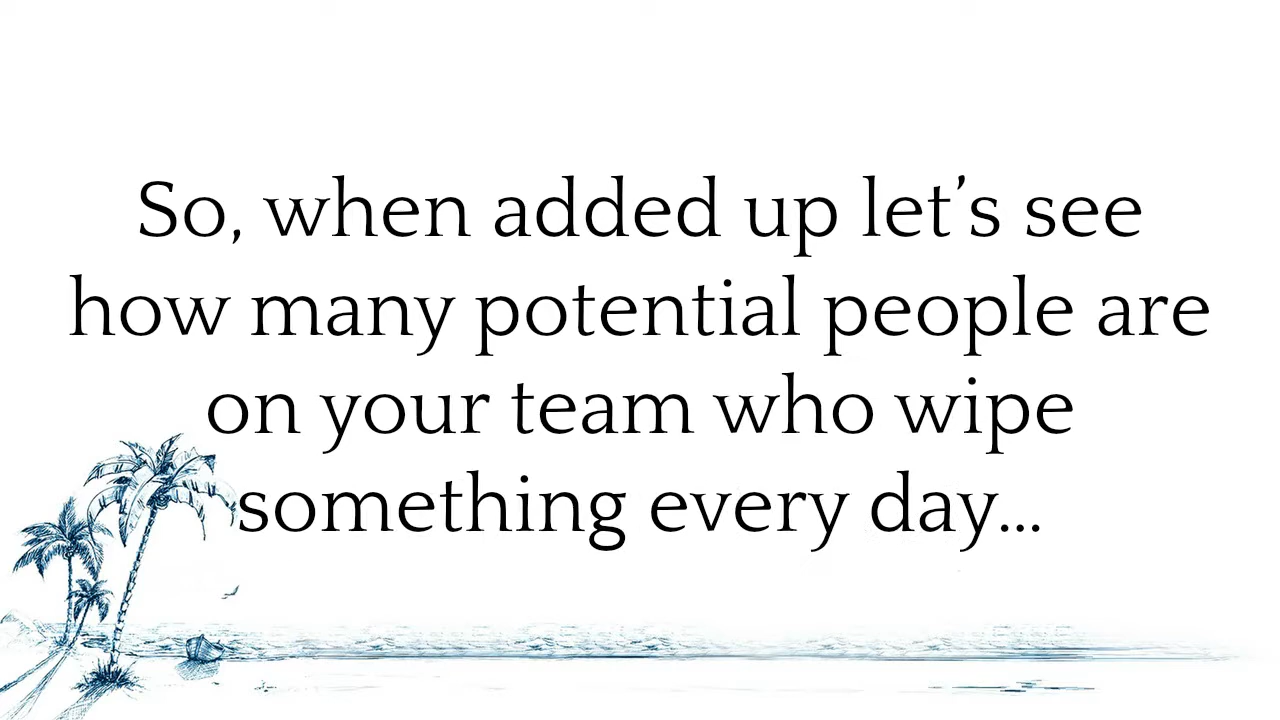 So, when added up let’s see
how many potential people are
on your team who wipe
something every day...